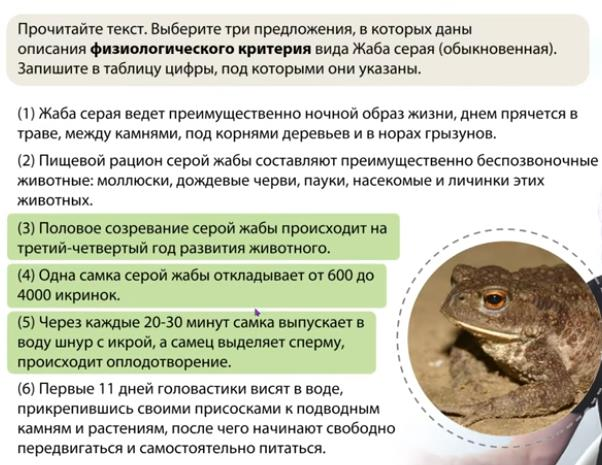 Прочитайте текст. Выберите три предложения, в которых даны
описания физиологического критерия вида Жаба серая (обыкновенная).
Запишите в таблицу цифры, под которыми они указаны.
(1) Жаба серая ведет преимущественно ночной образ жизни, днем прячется в
траве, между камнями, под корнями деревьев и в норах грызунов.
(2) Пищевой рацион серой жабы составляют преимущественно беспозвоночные
животные: моллюски, дождевые черви, пауки, насекомые и личинки этих
животных.
(3) Половое созревание серой жабы происходит на
третий-четвертый год развития животного.
(4) Одна самка серой жабы откладывает от 600 до
4000 икринок.
(5) Через каждые 20-30 минут самка выпускает в
воду шнур с икрой, а самец выделяет сперму,
происходит оплодотворение.
(6) Первые 11 дней головастики висят в воде,
прикрепившись своими присосками к подводным
камням и растениям, после чего начинают свободно
передвигаться и самостоятельно питаться.